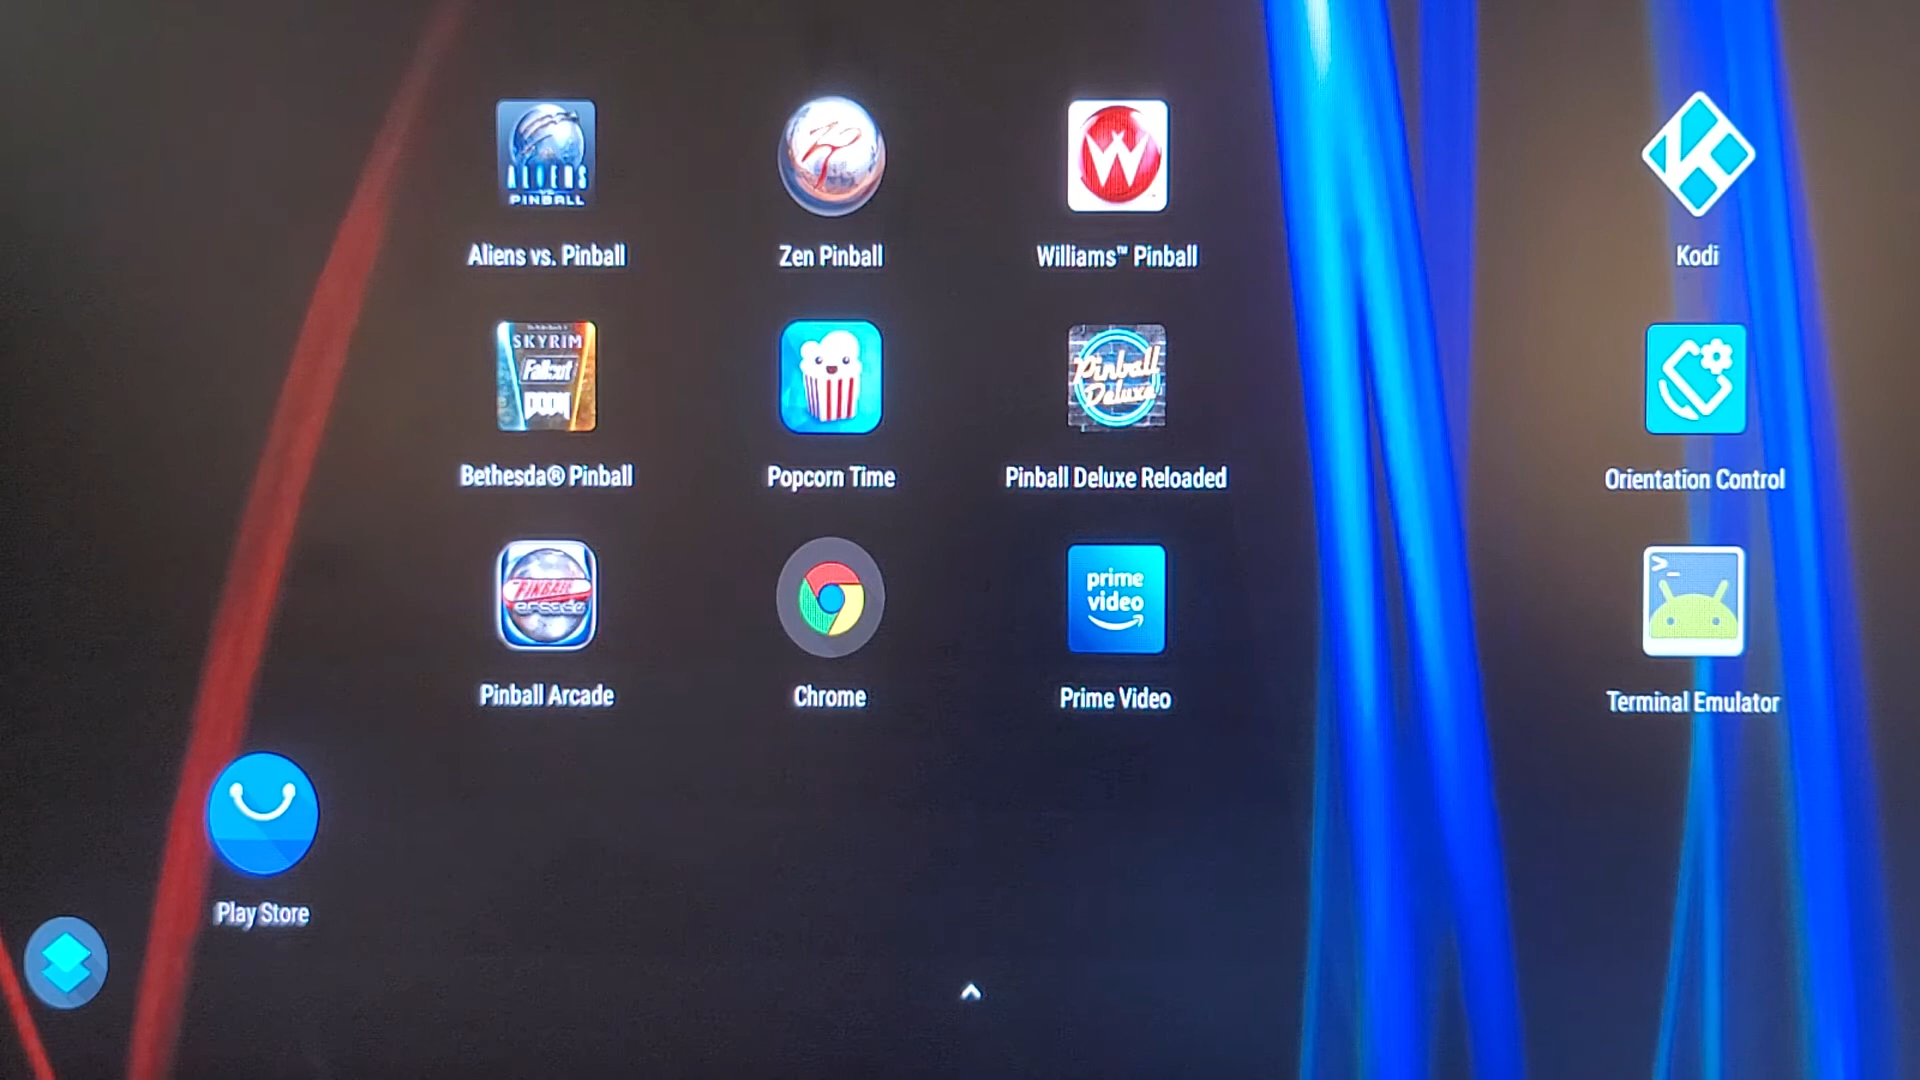 ALIENS
VS
PINBALL
W
Aliens vs. Pinball
Zen Pinball
Williams™ Pinball
Kodi
SKYRIM
Fallout
DOOM
Pinball
Deluxe
Bethesda® Pinball
Popcorn Time
Pinball Deluxe Reloaded
Orientation Control
PINBALL
arcade
prime
video
>_
Pinball Arcade
Chrome
Prime Video
Terminal Emulator
Play Store